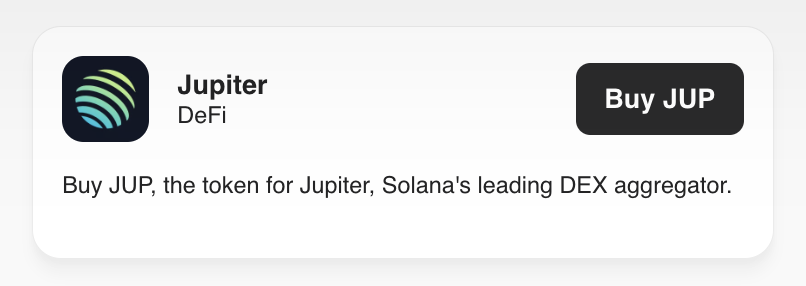 Jupiter
DeFi
Buy JUP
Buy JUP, the token for Jupiter, Solana's leading DEX aggregator.